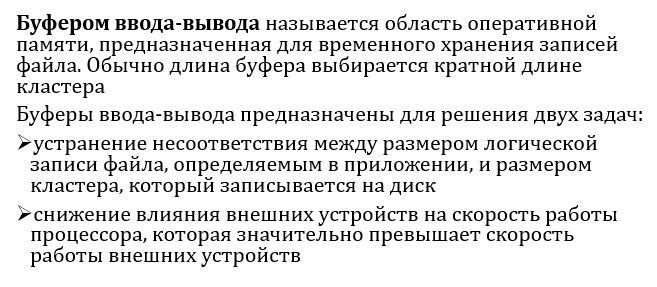 Буфером ввода-вывода называется область оперативной
памяти, предназначенная для временного хранения записей
файла. Обычно длина буфера выбирается кратной длине
кластера
Буферы ввода-вывода предназначены для решения двух задач:
➢устранение несоответствия между размером логической
записи файла, определяемым в приложении, и размером
кластера, который записывается на диск
➢снижение влияния внешних устройств на скорость работы
процессора, которая значительно превышает скорость
работы внешних устройств